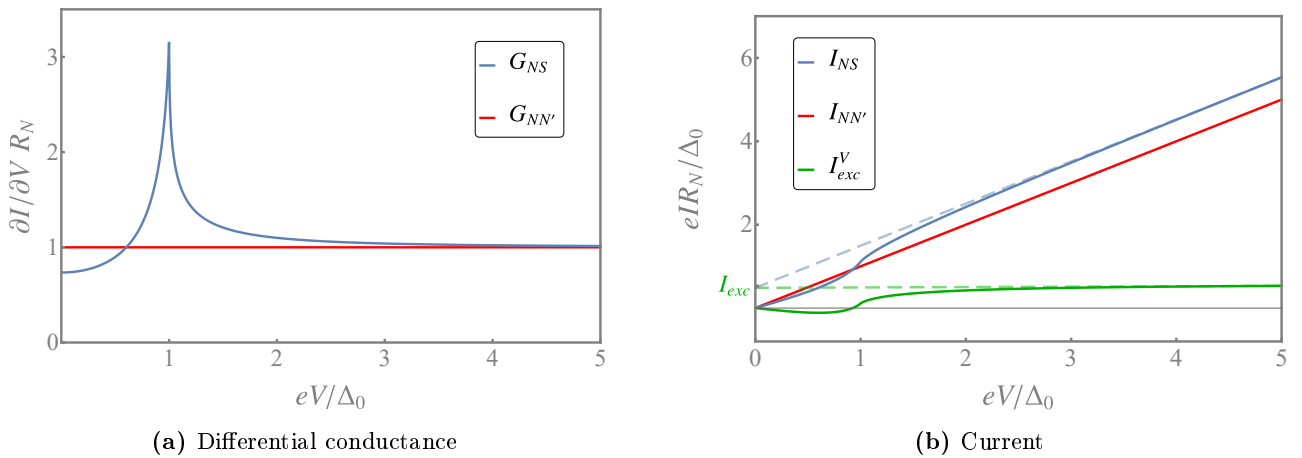 ∂I/∂V R_N
3
2
1
0
1
2
3
4
5
eV/Δ_0
G_NS
G_NN'
(a) Differential conductance
eIR_N/Δ_0
6
4
2
I_exc
0
1
2
3
4
5
eV/Δ_0
I_NS
I_NN'
I^V_exc
(b) Current